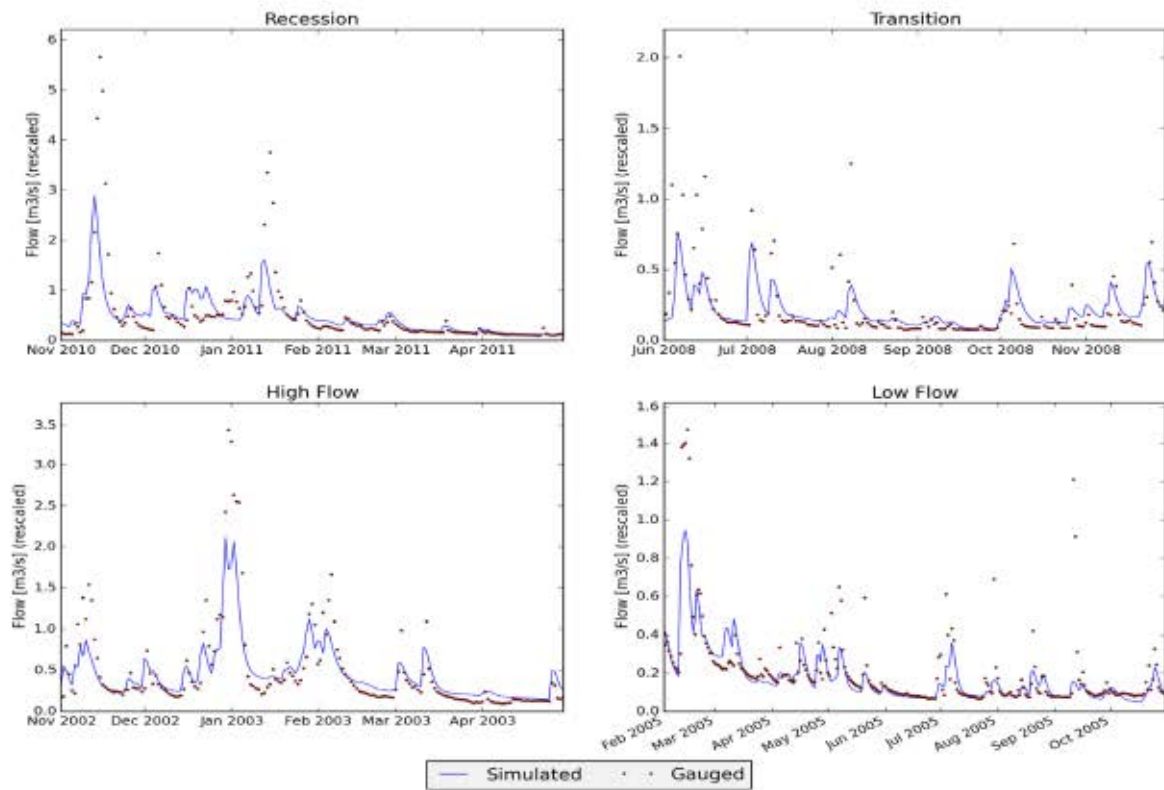 Recession
Flow [m3/s] (rescaled)
6
5
4
3
2
1
0
Nov 2010 Dec 2010 Jan 2011 Feb 2011 Mar 2011 Apr 2011
Transition
Flow [m3/s] (rescaled)
2.0
1.5
1.0
0.5
0.0
Jun 2008 Jul 2008 Aug 2008 Sep 2008 Oct 2008 Nov 2008
High Flow
Flow [m3/s] (rescaled)
3.5
3.0
2.5
2.0
1.5
1.0
0.5
0.0
Nov 2002 Dec 2002 Jan 2003 Feb 2003 Mar 2003 Apr 2003
Low Flow
Flow [m3/s] (rescaled)
1.6
1.4
1.2
1.0
0.8
0.6
0.4
0.2
0.0
Feb 2005 Mar 2005 Apr 2005 May 2005 Jun 2005 Jul 2005 Aug 2005 Sep 2005 Oct 2005
Simulated Gauged